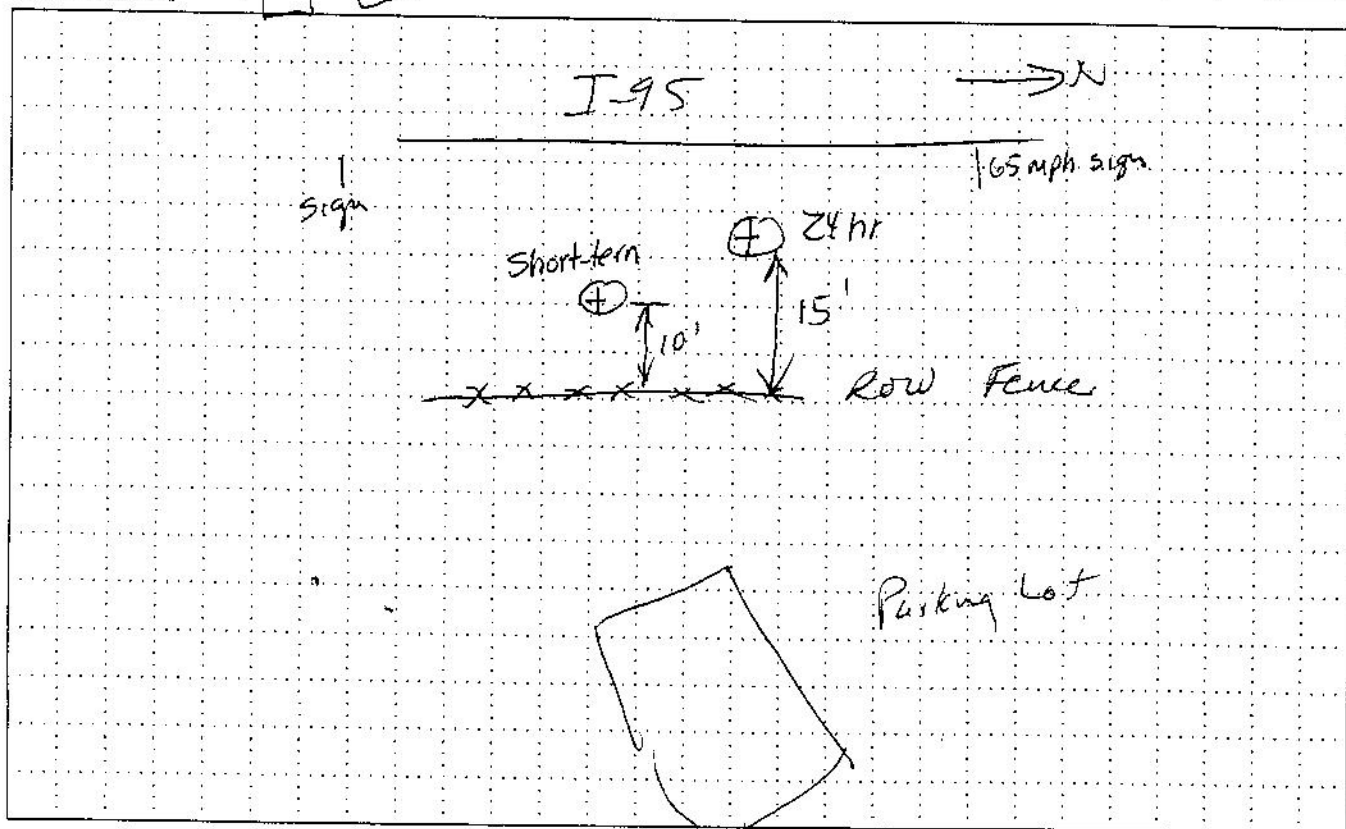 I-95
N
65 mph sign
sign
24 hr
Short-term
15'
10'
ROW Fence
Parking Lot